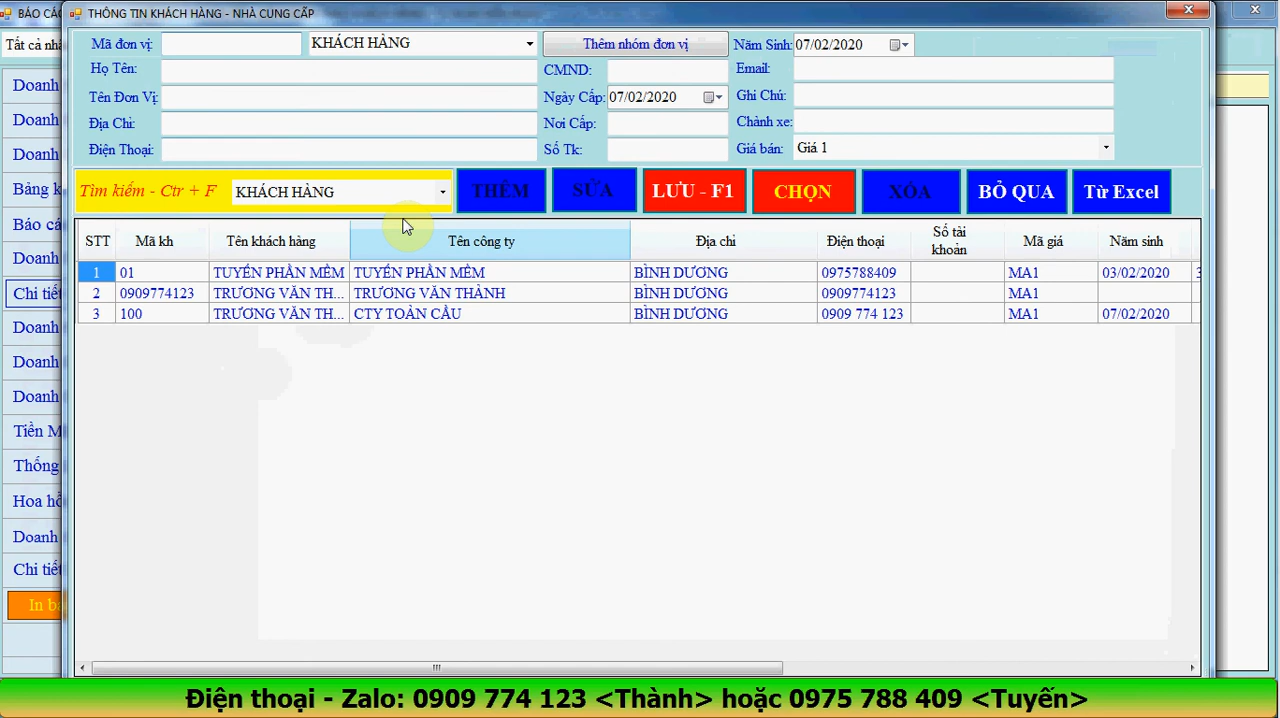 BÁO CÁO
THÔNG TIN KHÁCH HÀNG - NHÀ CUNG CẤP
Tất cả nhà
Mã đơn vị:
KHÁCH HÀNG
Thêm nhóm đơn vị
Năm Sinh:
07/02/2020
Họ Tên:
CMND:
Email:
Tên Đơn Vị:
Ngày Cấp:
07/02/2020
Ghi Chú:
Địa Chỉ:
Nơi Cấp:
Chành xe:
Điện Thoại:
Số Tk:
Giá bán:
Giá 1
Tìm kiếm - Ctr + F
KHÁCH HÀNG
THÊM
SỬA
LƯU - F1
CHỌN
XÓA
BỎ QUA
Từ Excel
STT Mã kh Tên khách hàng Tên công ty Địa chỉ Điện thoại Số tài khoản Mã giá Năm sinh
1 01 TUYẾN PHẦN MỀM TUYẾN PHẦN MỀM BÌNH DƯƠNG 0975788409 MA1 03/02/2020 3
2 0909774123 TRƯƠNG VĂN TH... TRƯƠNG VĂN THÀNH BÌNH DƯƠNG 0909774123 MA1
3 100 TRƯƠNG VĂN TH... CTY TOÀN CẦU BÌNH DƯƠNG 0909 774 123 MA1 07/02/2020
Doanh
Doanh
Doanh
Bảng k
Báo cá
Doanh
Chi tiế
Doanh
Doanh
Doanh
Tiền M
Thống
Hoa hồ
Doanh
Chi tiết
In bá
Điện thoại - Zalo: 0909 774 123 <Thành> hoặc 0975 788 409 <Tuyến>